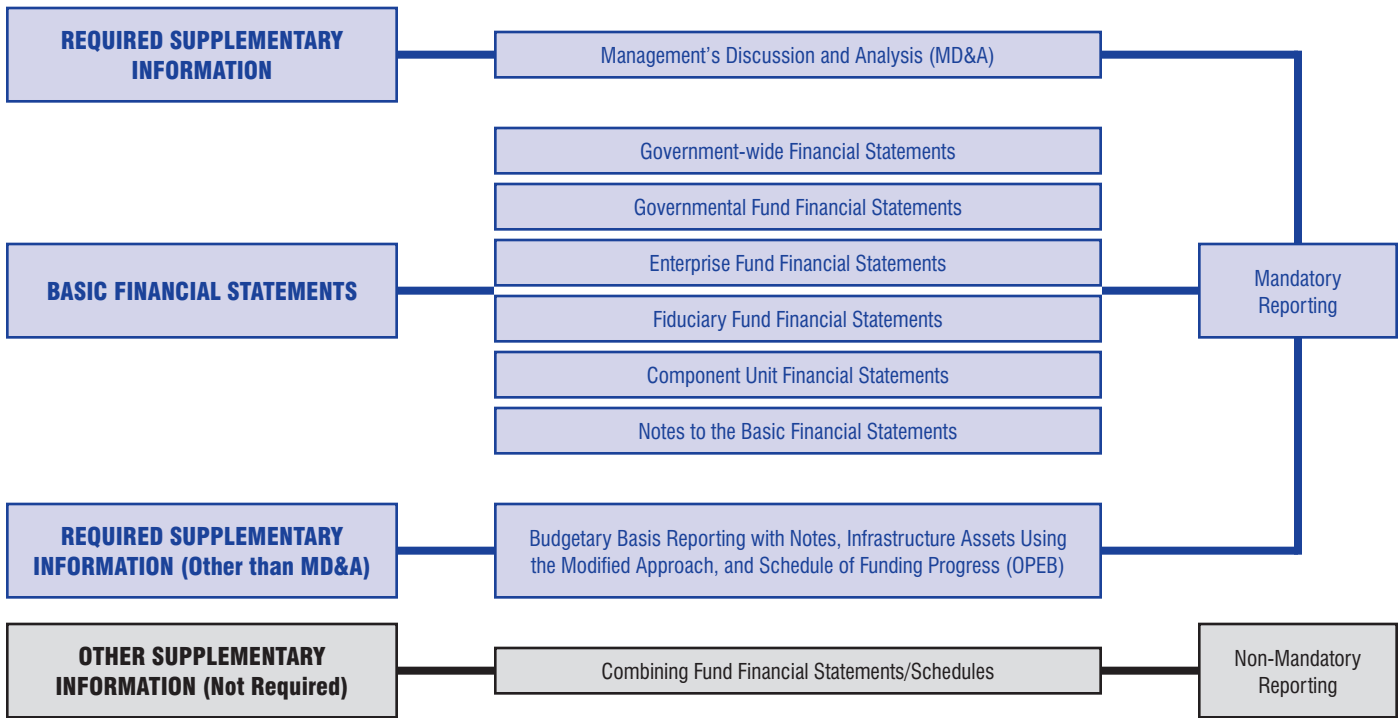 REQUIRED SUPPLEMENTARY
INFORMATION
Management’s Discussion and Analysis (MD&A)
Government-wide Financial Statements
Governmental Fund Financial Statements
Enterprise Fund Financial Statements
BASIC FINANCIAL STATEMENTS
Mandatory
Reporting
Fiduciary Fund Financial Statements
Component Unit Financial Statements
Notes to the Basic Financial Statements
REQUIRED SUPPLEMENTARY
INFORMATION (Other than MD&A)
Budgetary Basis Reporting with Notes, Infrastructure Assets Using
the Modified Approach, and Schedule of Funding Progress (OPEB)
OTHER SUPPLEMENTARY
INFORMATION (Not Required)
Combining Fund Financial Statements/Schedules
Non-Mandatory
Reporting